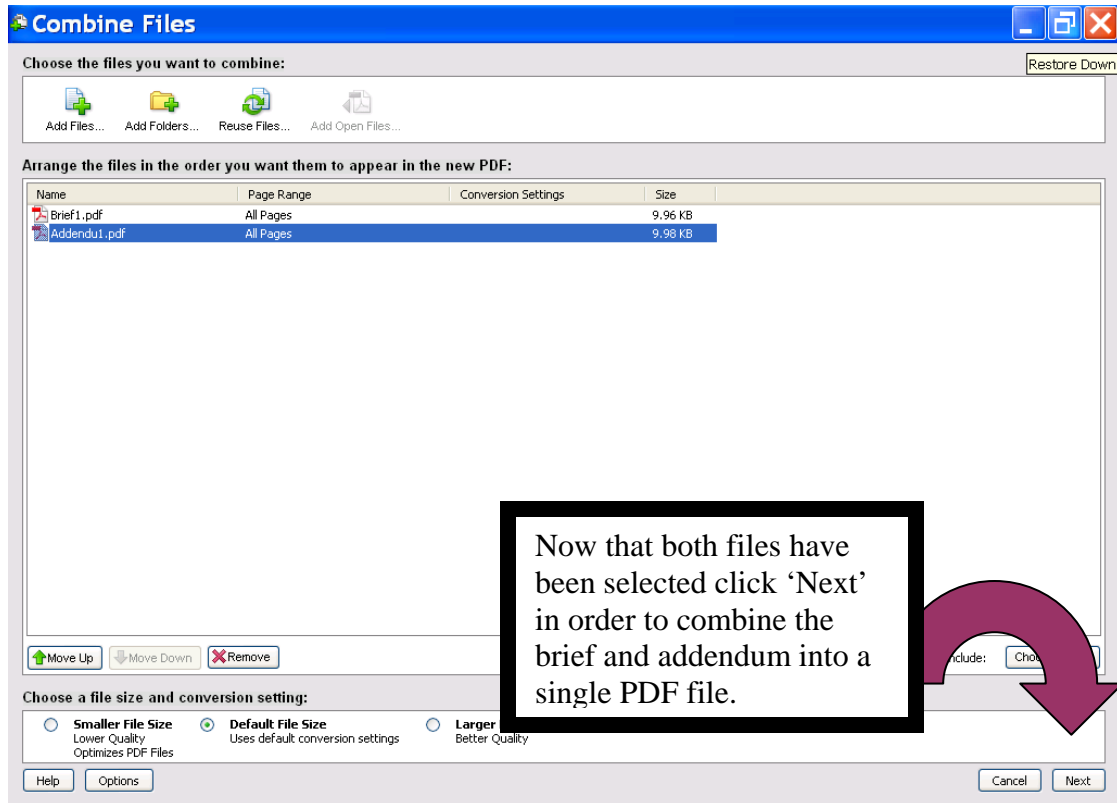 Combine Files
Choose the files you want to combine:
Restore Down
Add Files... Add Folders... Reuse Files... Add Open Files...
Arrange the files in the order you want them to appear in the new PDF:
Name Page Range Conversion Settings Size
Brief1.pdf All Pages 9.96 KB
Addendu1.pdf All Pages 9.98 KB
Now that both files have
been selected click ‘Next’
in order to combine the
brief and addendum into a
single PDF file.
Move Up Move Down Remove
Choose a file size and conversion setting:
Smaller File Size Default File Size Larger
Lower Quality Uses default conversion settings Better Quality
Optimizes PDF Files
Help Options Cancel Next